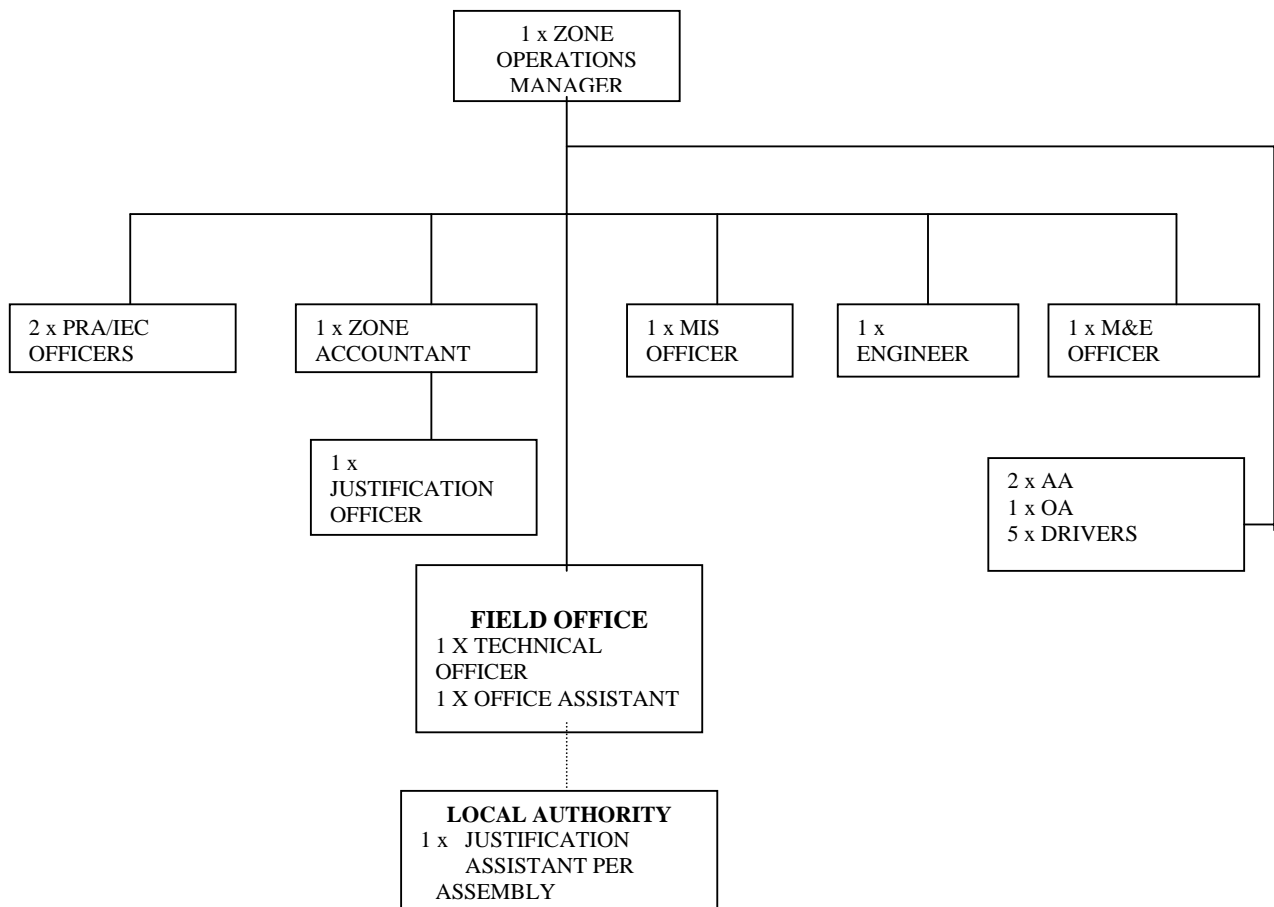 1 x ZONE
OPERATIONS
MANAGER
2 x PRA/IEC
OFFICERS
1 x ZONE
ACCOUNTANT
1 x MIS
OFFICER
1 x
ENGINEER
1 x M&E
OFFICER
1 x
JUSTIFICATION
OFFICER
2 x AA
1 x OA
5 x DRIVERS
FIELD OFFICE
1 X TECHNICAL
OFFICER
1 X OFFICE ASSISTANT
LOCAL AUTHORITY
1 x JUSTIFICATION
ASSISTANT PER
ASSEMBLY